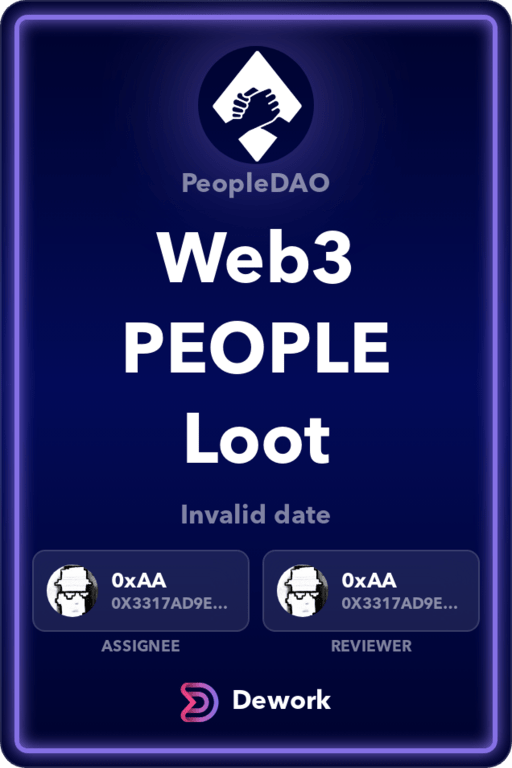 PeopleDAO
Web3
PEOPLE
Loot
Invalid date
0xAA
0X3317AD9E...
ASSIGNEE
0xAA
0X3317AD9E...
REVIEWER
Dework